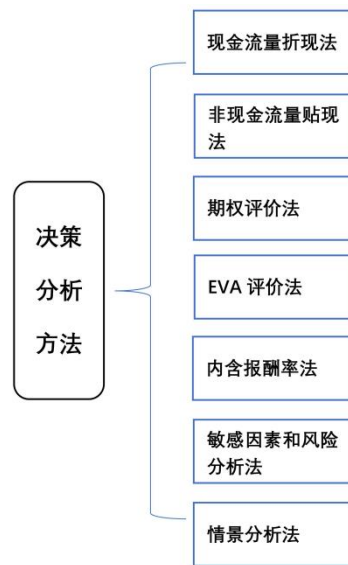 决策
分析
方法
现金流量折现法
非现金流量贴现
法
期权评价法
EVA 评价法
内含报酬率法
敏感因素和风险
分析法
情景分析法